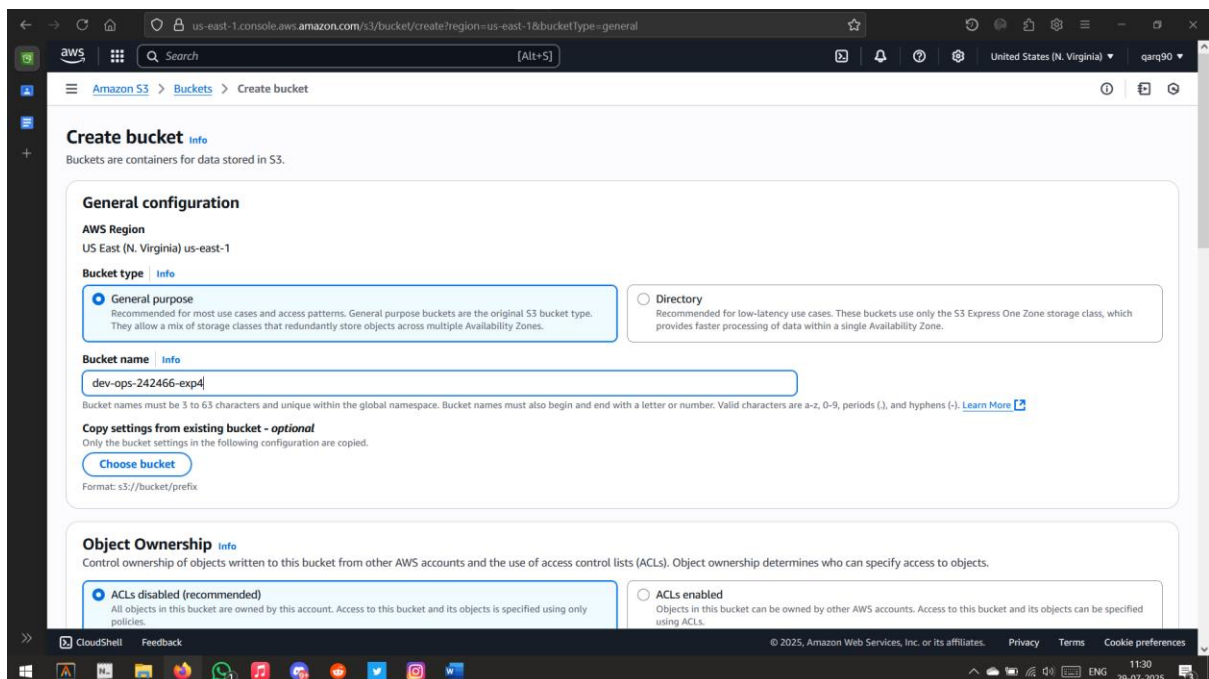 us-east-1.console.aws.amazon.com/s3/bucket/create?region=us-east-1&bucketType=general
aws
Search
[Alt+S]
United States (N. Virginia)
qarq90
Amazon S3 > Buckets > Create bucket
Create bucket Info
Buckets are containers for data stored in S3.
General configuration
AWS Region
US East (N. Virginia) us-east-1
Bucket type Info
General purpose
Recommended for most use cases and access patterns. General purpose buckets are the original S3 bucket type.
They allow a mix of storage classes that redundantly store objects across multiple Availability Zones.
Directory
Recommended for low-latency use cases. These buckets use only the S3 Express One Zone storage class, which
provides faster processing of data within a single Availability Zone.
Bucket name Info
dev-ops-242466-exp4
Bucket names must be 3 to 63 characters and unique within the global namespace. Bucket names must also begin and end with a letter or number. Valid characters are a-z, 0-9, periods (.), and hyphens (-). Learn More
Copy settings from existing bucket - optional
Only the bucket settings in the following configuration are copied.
Choose bucket
Format: s3://bucket/prefix
Object Ownership Info
Control ownership of objects written to this bucket from other AWS accounts and the use of access control lists (ACLs). Object ownership determines who can specify access to objects.
ACLs disabled (recommended)
All objects in this bucket are owned by this account. Access to this bucket and its objects is specified using only
policies.
ACLs enabled
Objects in this bucket can be owned by other AWS accounts. Access to this bucket and its objects can be specified
using ACLs.
CloudShell Feedback
© 2025, Amazon Web Services, Inc. or its affiliates. Privacy Terms Cookie preferences
ENG
11:30
29-07-2025